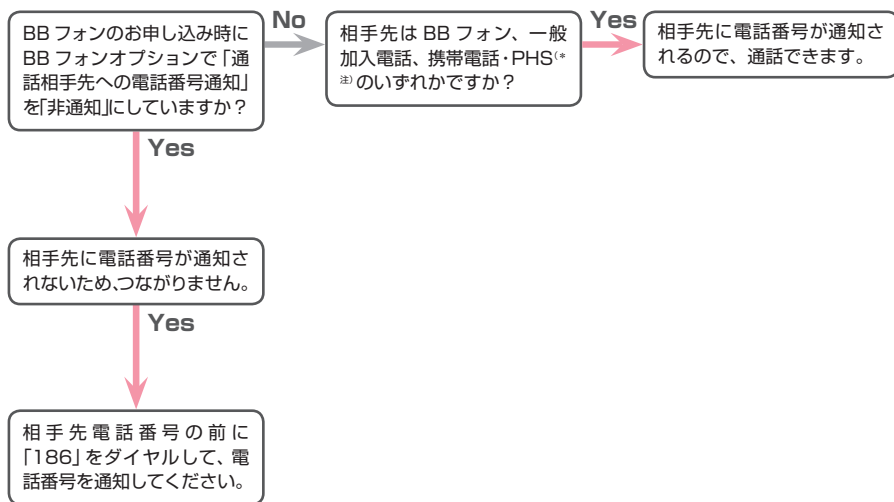 BB フォンのお申し込み時に
BB フォンオプションで「通
話相手先への電話番号通知」
を「非通知」にしていますか？
No
相手先は BB フォン、一般
加入電話、携帯電話・PHS(*
注)のいずれかですか？
Yes
相手先に電話番号が通知さ
れるので、通話できます。
Yes
相手先に電話番号が通知さ
れないため、つながりません。
Yes
相手先電話番号の前に
「186」をダイヤルして、電
話番号を通知してください。